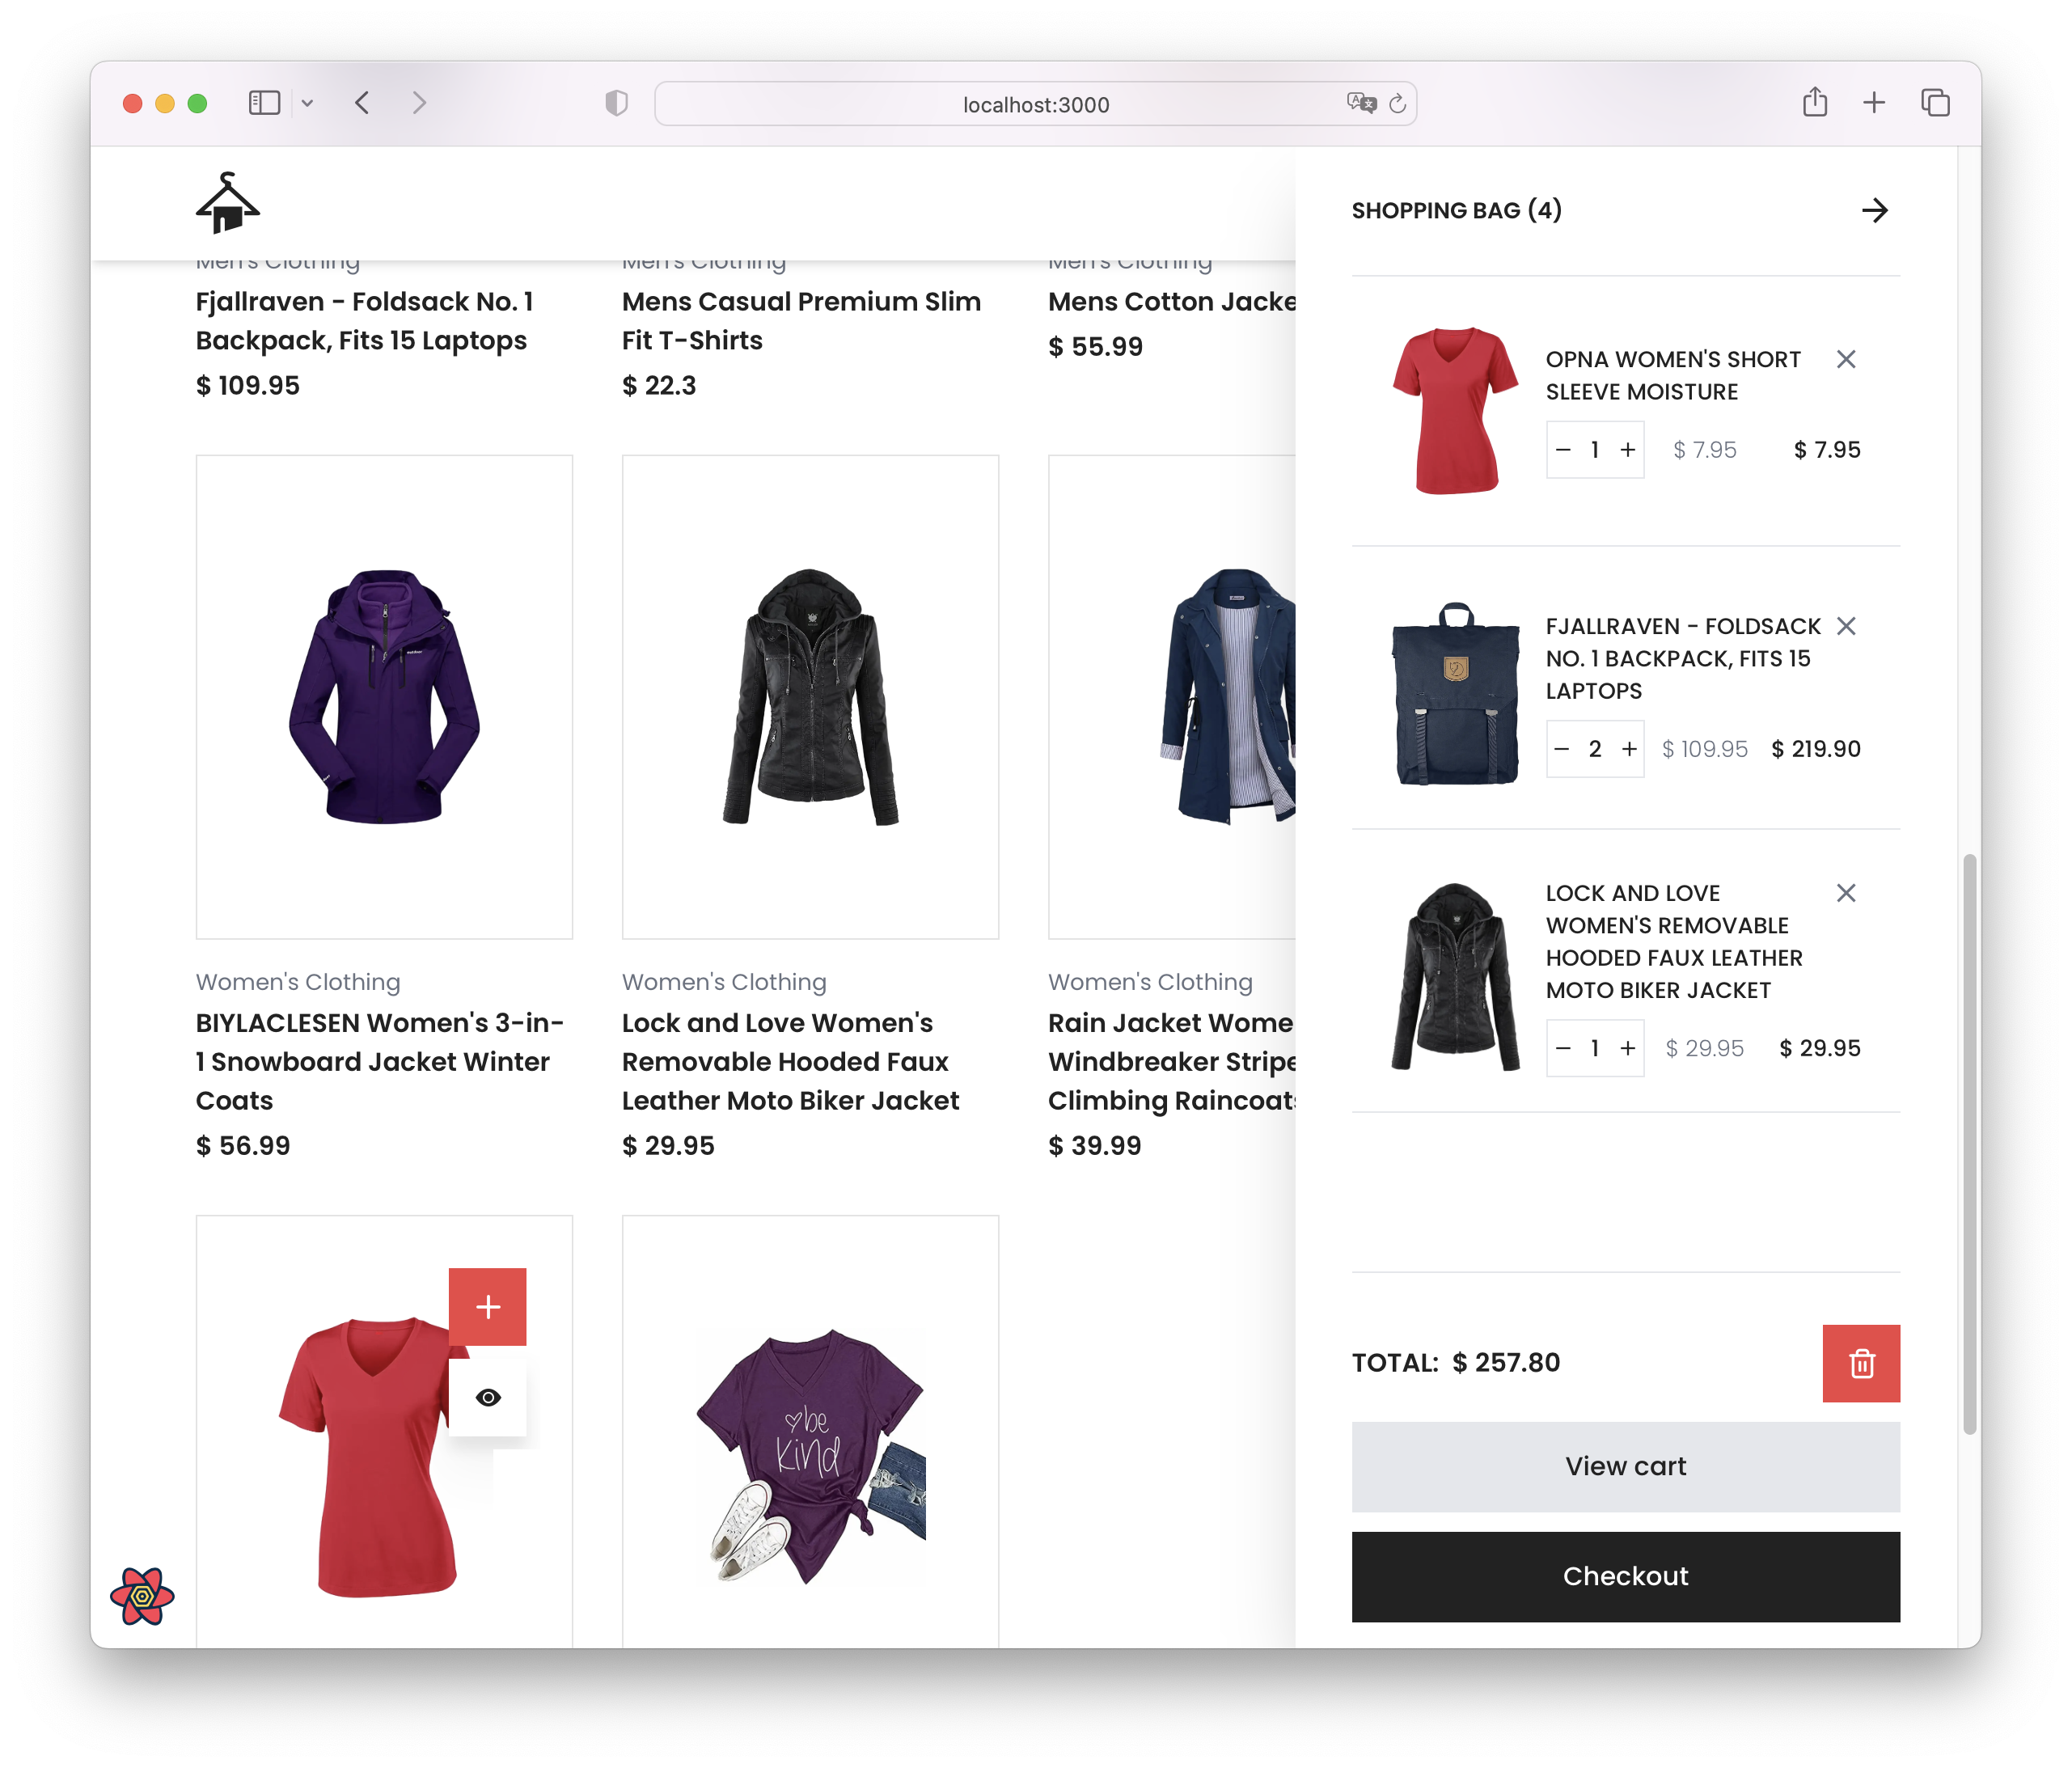 localhost:3000
Men's Clothing
Fjallraven - Foldsack No. 1
Backpack, Fits 15 Laptops
$ 109.95
Men's Clothing
Mens Casual Premium Slim
Fit T-Shirts
$ 22.3
Men's Clothing
Mens Cotton Jacke
$ 55.99
Women's Clothing
BIYLACLESEN Women's 3-in-
1 Snowboard Jacket Winter
Coats
$ 56.99
Women's Clothing
Lock and Love Women's
Removable Hooded Faux
Leather Moto Biker Jacket
$ 29.95
Women's Clothing
Rain Jacket Wome
Windbreaker Stripe
Climbing Raincoats
$ 39.99
be
kind
SHOPPING BAG (4)
OPNA WOMEN'S SHORT
SLEEVE MOISTURE
− 1 + $ 7.95 $ 7.95
FJALLRAVEN - FOLDSACK
NO. 1 BACKPACK, FITS 15
LAPTOPS
− 2 + $ 109.95 $ 219.90
LOCK AND LOVE
WOMEN'S REMOVABLE
HOODED FAUX LEATHER
MOTO BIKER JACKET
− 1 + $ 29.95 $ 29.95
TOTAL: $ 257.80
View cart
Checkout